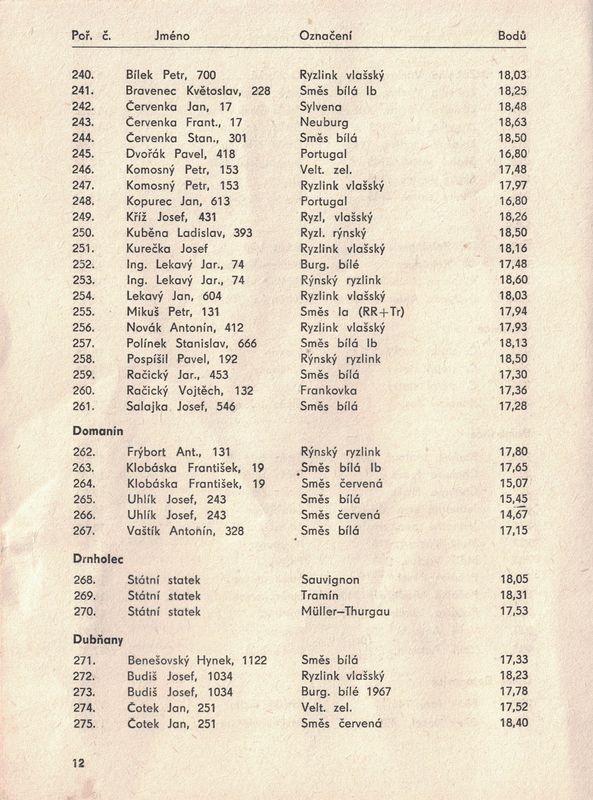 Poř. č. Jméno Označení Bodů
240. Bílek Petr, 700 Ryzlink vlašský 18,03
241. Bravenec Květoslav, 228 Směs bílá Ib 18,25
242. Červenka Jan, 17 Sylvena 18,48
243. Červenka Frant., 17 Neuburg 18,63
244. Červenka Stan., 301 Směs bílá 18,50
245. Dvořák Pavel, 418 Portugal 16,80
246. Komosný Petr, 153 Velt. zel. 17,48
247. Komosný Petr, 153 Ryzlink vlašský 17,97
248. Kopurec Jan, 613 Portugal 16,80
249. Kříž Josef, 431 Ryzl, vlašský 18,26
250. Kuběna Ladislav, 393 Ryzl. rýnský 18,50
251. Kurečka Josef Ryzlink vlašský 18,16
252. Ing. Lekavý Jar., 74 Burg. bílé 17,48
253. Ing. Lekavý Jar., 74 Rýnský ryzlink 18,60
254. Lekavý Jan, 604 Ryzlink vlašský 18,03
255. Mikuš Petr, 131 Směs Ia (RR+Tr) 17,94
256. Novák Antonín, 412 Ryzlink vlašský 17,93
257. Polínek Stanislav, 666 Směs bílá Ib 18,13
258. Pospíšil Pavel, 192 Rýnský ryzlink 18,50
259. Račický Jar., 453 Směs bílá 17,30
260. Račický Vojtěch, 132 Frankovka 17,36
261. Salajka Josef, 546 Směs bílá 17,28
Domanín
262. Frýbort Ant., 131 Rýnský ryzlink 17,80
263. Klobáska František, 19 Směs bílá Ib 17,65
264. Klobáska František, 19 Směs červená 15,07
265. Uhlík Josef, 243 Směs bílá 15,45
266. Uhlík Josef, 243 Směs červená 14,67
267. Vaštík Antonín, 328 Směs bílá 17,15
Drnholec
268. Státní statek Sauvignon 18,05
269. Státní statek Tramín 18,31
270. Státní statek Müller–Thurgau 17,53
Dubňany
271. Benešovský Hynek, 1122 Směs bílá 17,33
272. Budiš Josef, 1034 Ryzlink vlašský 18,23
273. Budiš Josef, 1034 Burg. bílé 1967 17,78
274. Čotek Jan, 251 Velt. zel. 17,52
275. Čotek Jan, 251 Směs červená 18,40
12